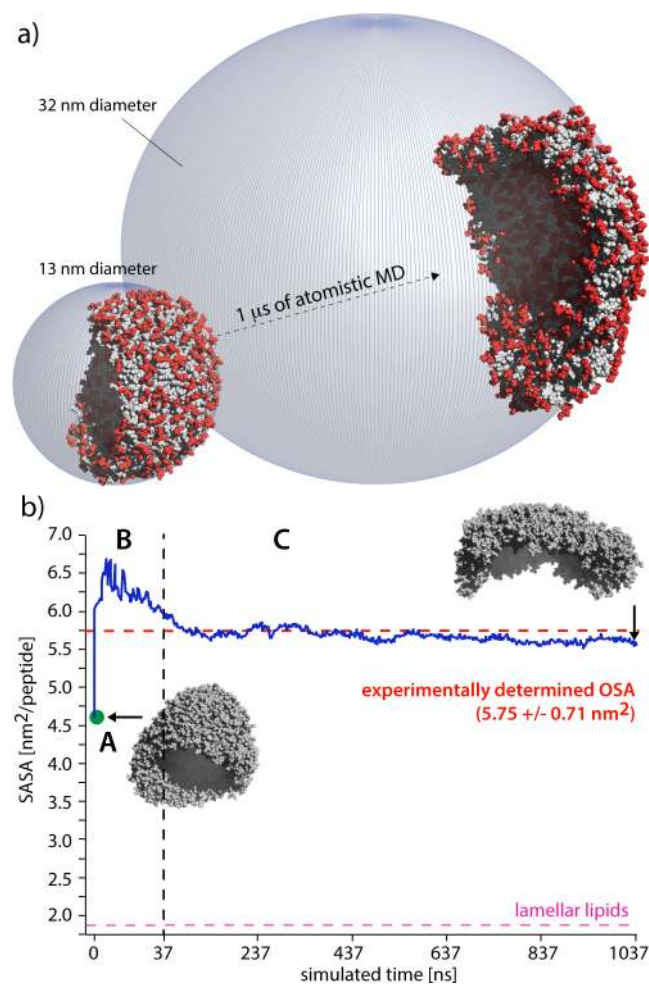 a)
32 nm diameter
13 nm diameter
1 μs of atomistic MD
b)
7.0
6.5
6.0
5.5
5.0
4.5
4.0
3.5
3.0
2.5
2.0
SASA [nm2/peptide]
B
C
A
experimentally determined OSA
(5.75 +/- 0.71 nm2)
lamellar lipids
0 37 237 437 637 837 1037
simulated time [ns]